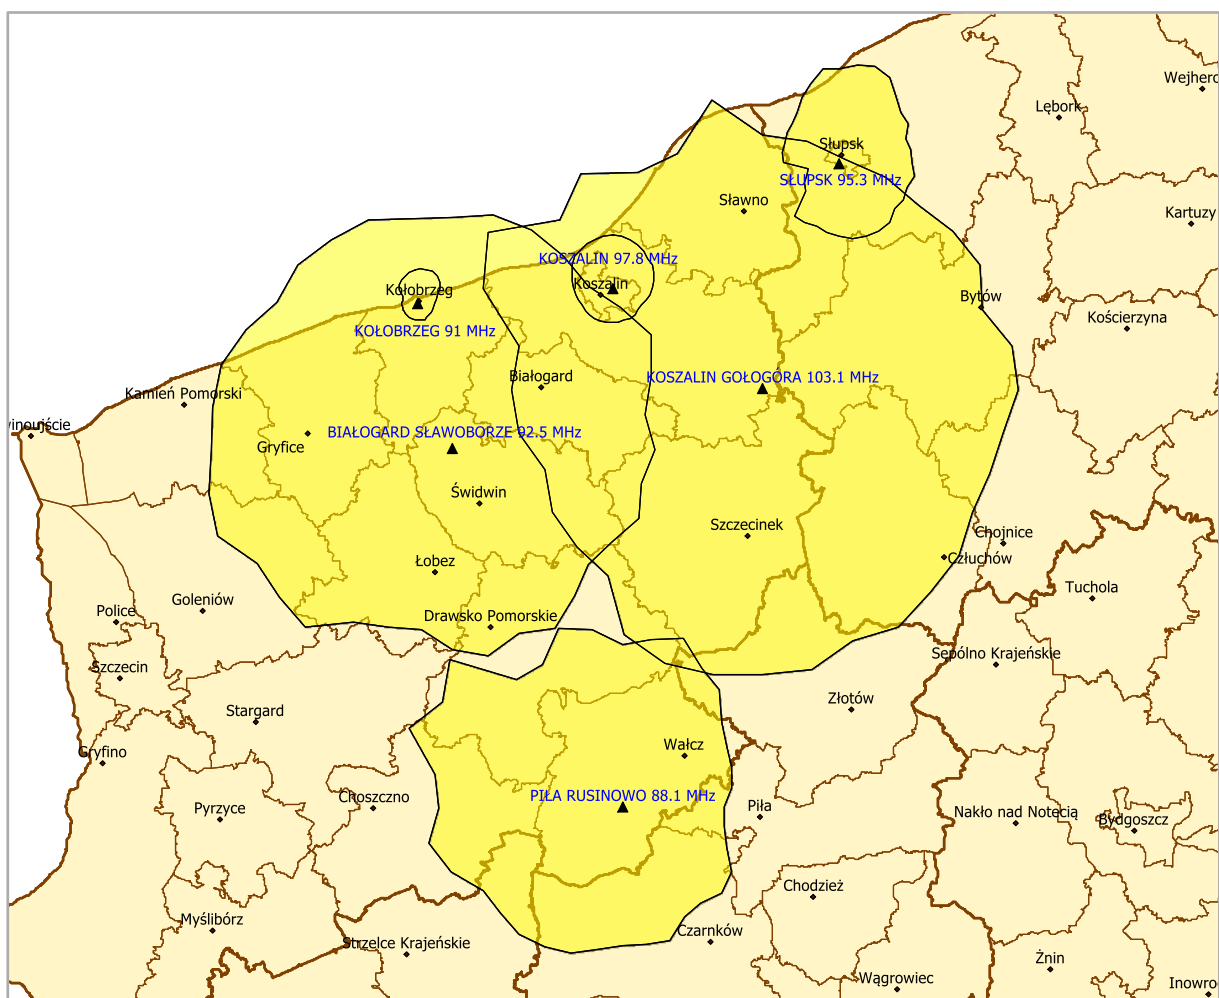 Wejherc
Lębork
Słupsk
SŁUPSK 95.3 MHz
Sławno
Kartuzy
KOSZALIN 97.8 MHz
Koszalin
Kołobrzeg
Bytów
Kościerzyna
KOŁOBRZEG 91 MHz
Białogard
KOSZALIN GOŁOGÓRA 103.1 MHz
Kamień Pomorski
vinoujście
BIAŁOGARD SŁAWOBORZE 92.5 MHz
Gryfice
Świdwin
Szczecinek
Chojnice
Człuchów
Łobez
Tuchola
Goleniów
Police
Drawsko Pomorskie
Szczecin
Sępólno Krajeńskie
Złotów
Stargard
Wałcz
Gryfino
PIŁA RUSINOWO 88.1 MHz
Choszczno
Pyrzyce
Piła
Nakło nad Notecią
Bydgoszcz
Chodzież
Myślibórz
Czarnków
Strzelce Krajeńskie
Żnin
Wągrowiec
Inowro